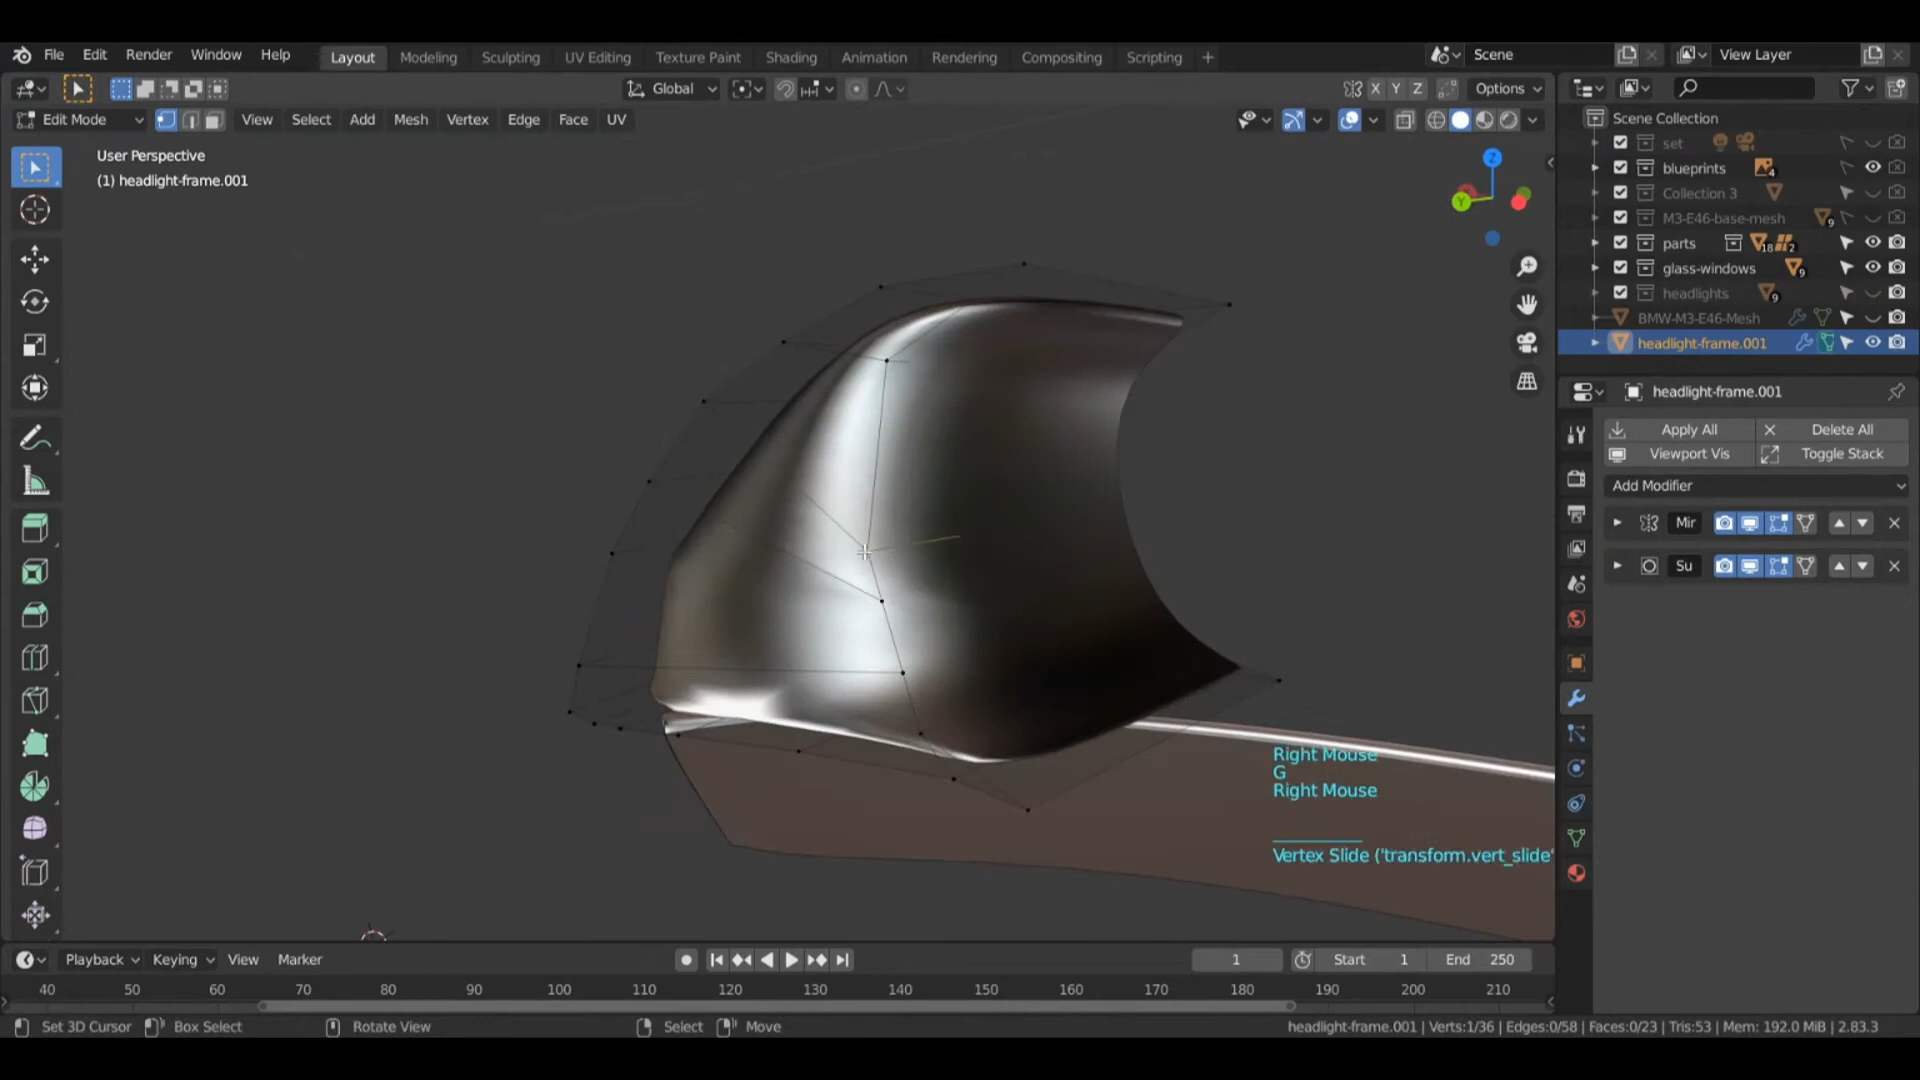 File Edit Render Window Help Layout Modeling Sculpting UV Editing Texture Paint Shading Animation Rendering Compositing Scripting + Scene View Layer
Global X Y Z Options
Edit Mode View Select Add Mesh Vertex Edge Face UV
User Perspective
(1) headlight-frame.001
Z
Y
Scene Collection
set
blueprints 4
Collection 3
M3-E46-base-mesh 9
parts 18 2
glass-windows 9
headlights 9
BMW-M3-E46-Mesh
headlight-frame.001
headlight-frame.001
Apply All Delete All
Viewport Vis Toggle Stack
Add Modifier
Mir
Su
Right Mouse
G
Right Mouse
Vertex Slide ('transform.vert_slide'
Playback Keying View Marker 1 Start 1 End 250
40 50 60 70 80 90 100 110 120 130 140 150 160 170 180 190 200 210
Set 3D Cursor Box Select Rotate View Select Move headlight-frame.001 | Verts:1/36 | Edges:0/58 | Faces:0/23 | Tris:53 | Mem: 192.0 MiB | 2.83.3